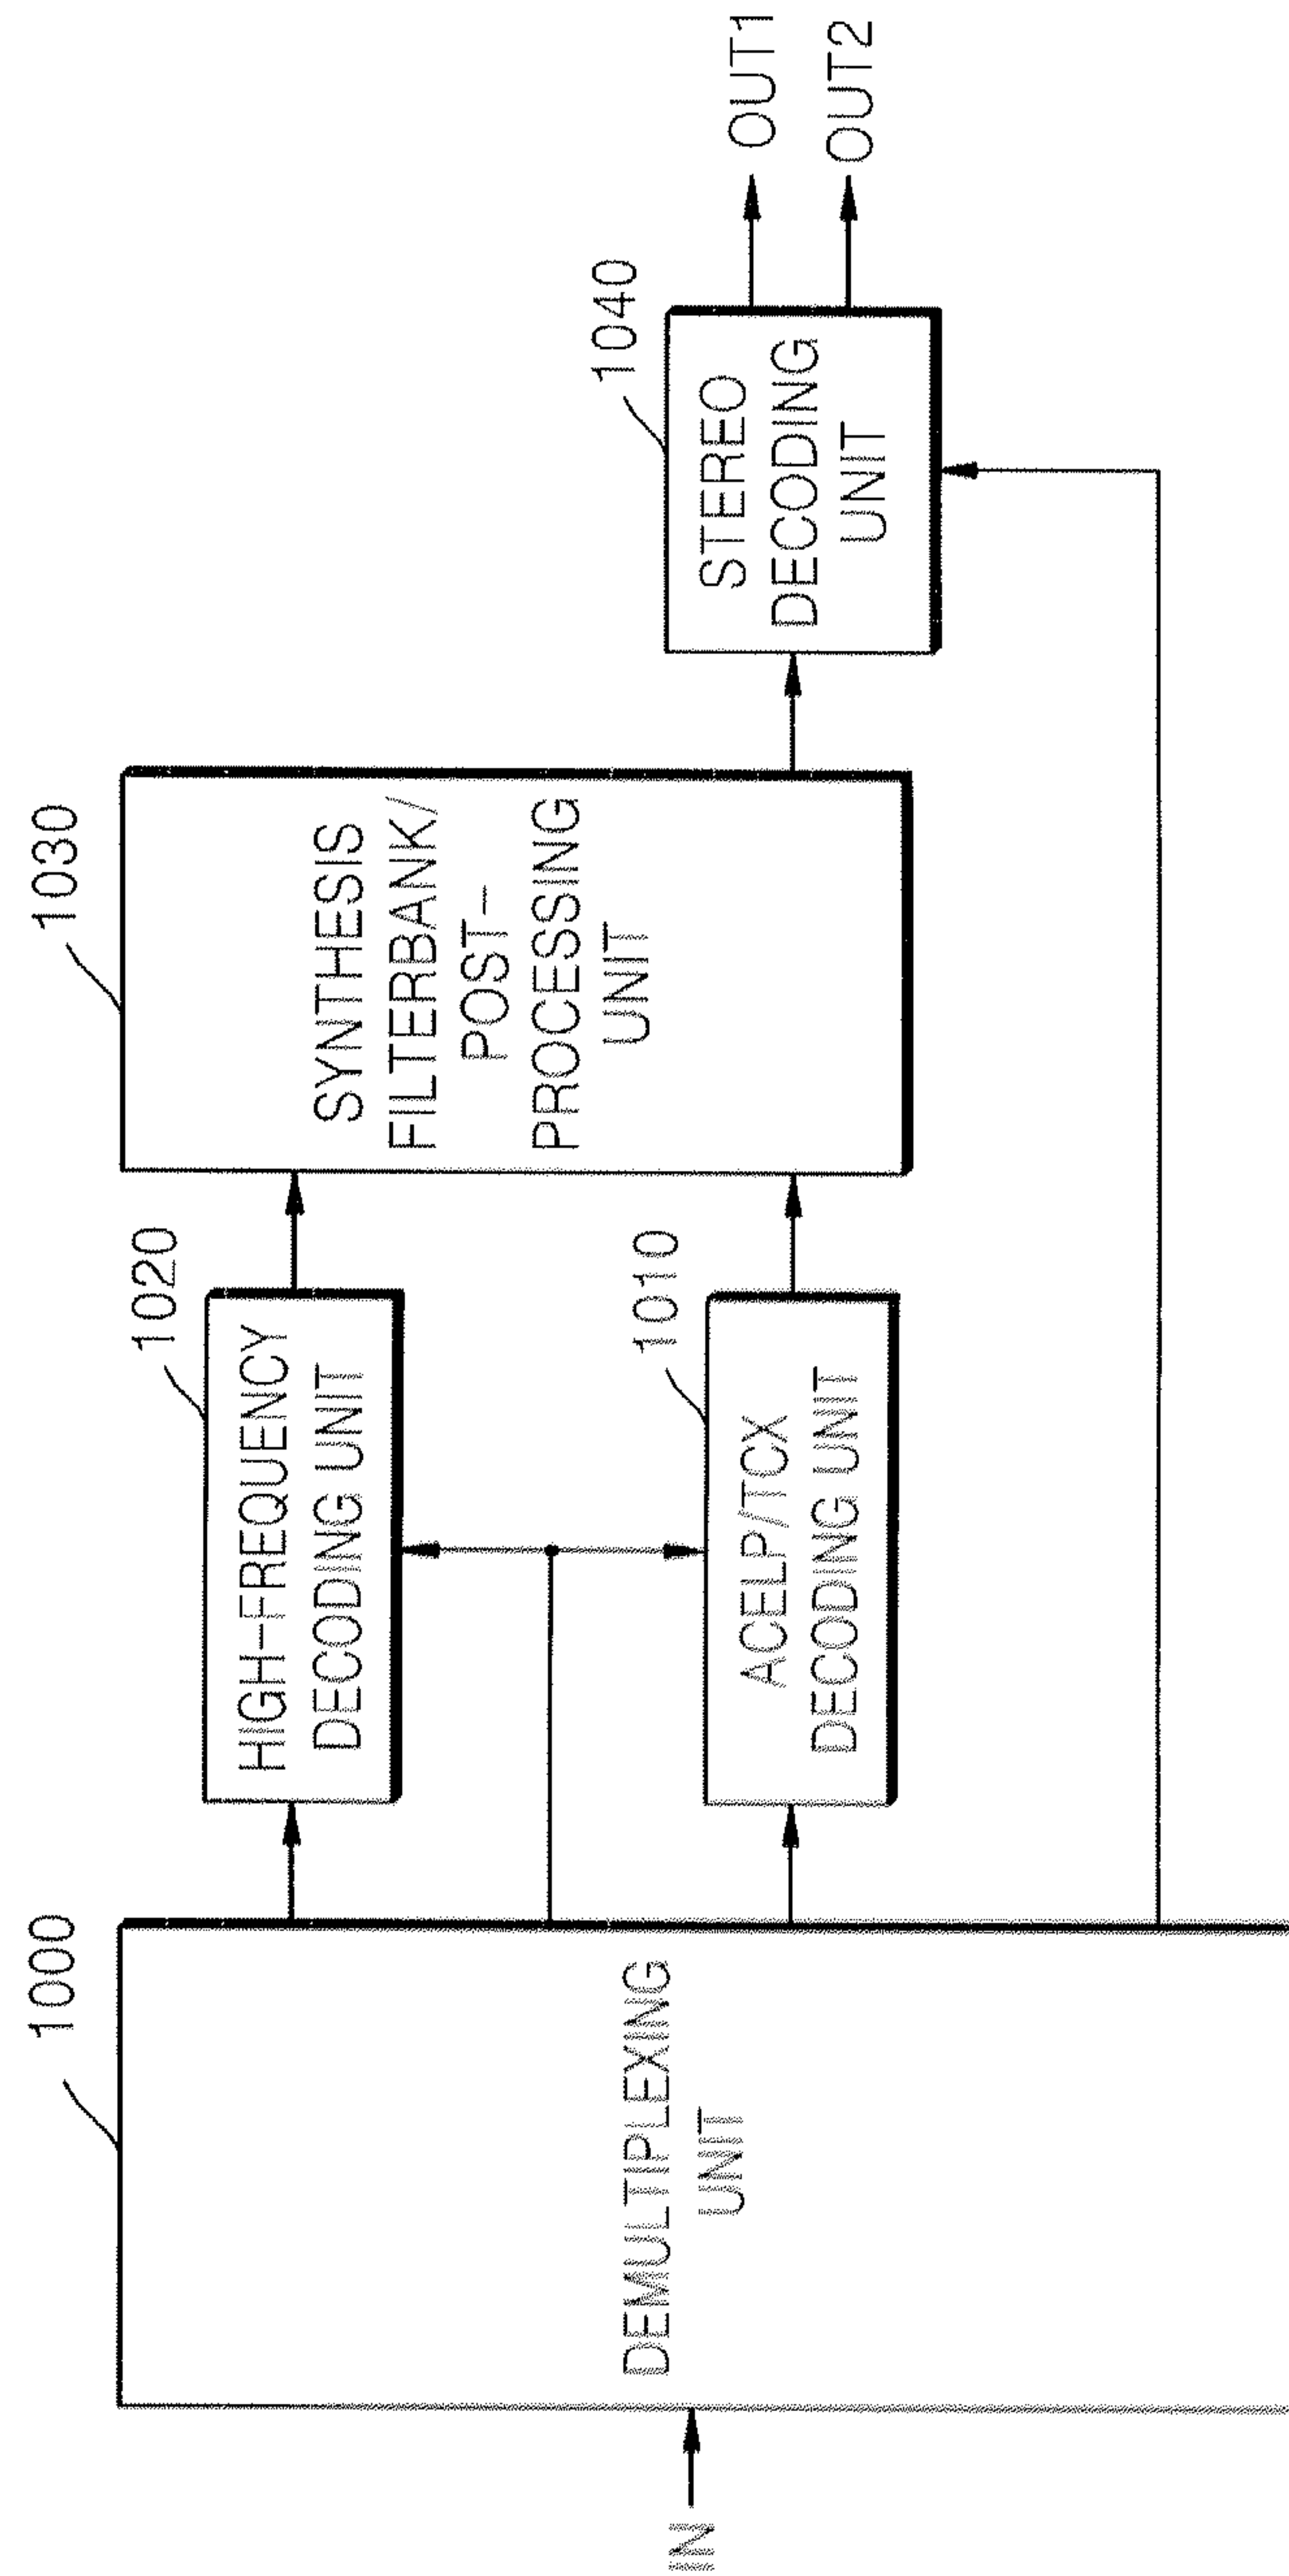 IN
1000
DEMULTIPLEXING
UNIT
1020
HIGH-FREQUENCY
DECODING UNIT
1010
ACELP/TCX
DECODING UNIT
1030
SYNTHESIS
FILTERBANK/
POST-
PROCESSING
UNIT
1040
STEREO
DECODING
UNIT
OUT1
OUT2